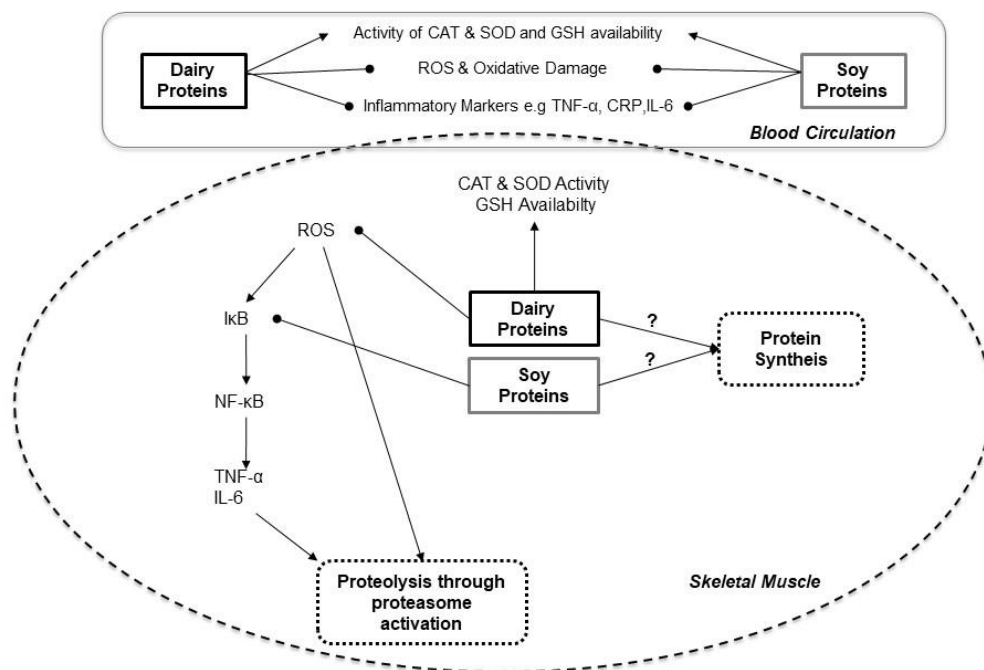 Activity of CAT & SOD and GSH availability
Dairy
Proteins
ROS & Oxidative Damage
Soy
Proteins
Inflammatory Markers e.g TNF-α, CRP,IL-6
Blood Circulation
CAT & SOD Activity
GSH Availabilty
ROS
IκB
Dairy
Proteins
?
Protein
Syntheis
?
Soy
Proteins
NF-κB
TNF-α
IL-6
Proteolysis through
proteasome
activation
Skeletal Muscle